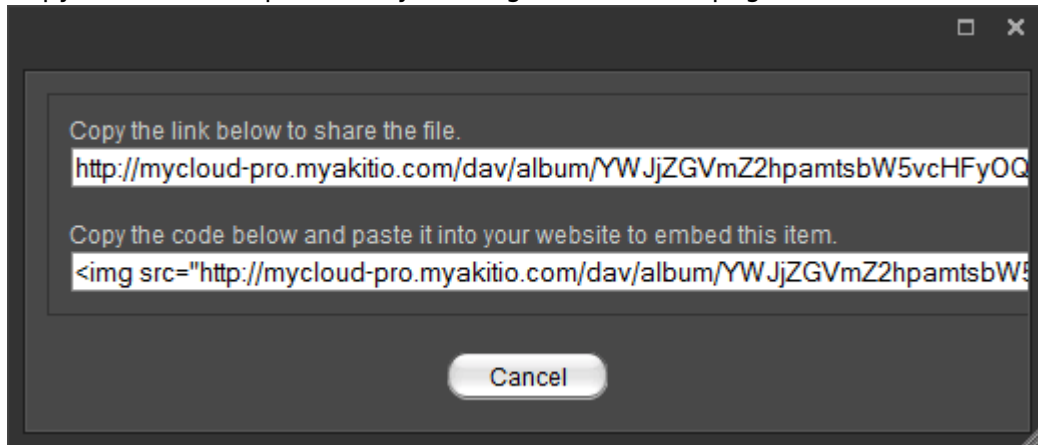 Copy the link below to share the file.
http://mycloud-pro.myakitio.com/dav/album/YWJjZGVmZ2hpamtsbW5vcHFyOQ
Copy the code below and paste it into your website to embed this item.
<img src="http://mycloud-pro.myakitio.com/dav/album/YWJjZGVmZ2hpamtsbW5
Cancel